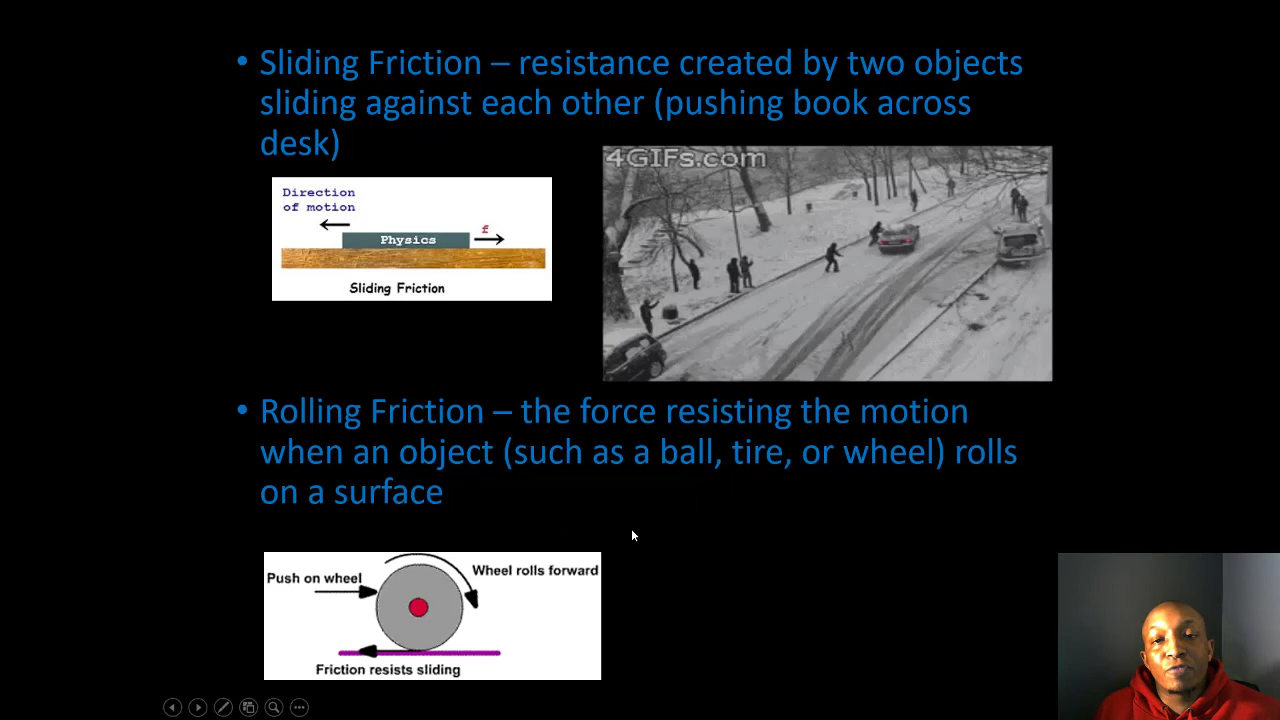 • Sliding Friction – resistance created by two objects
sliding against each other (pushing book across
desk)
Direction
of motion
f
Physics
Sliding Friction
4GIFs.com
• Rolling Friction – the force resisting the motion
when an object (such as a ball, tire, or wheel) rolls
on a surface
Push on wheel
Wheel rolls forward
Friction resists sliding